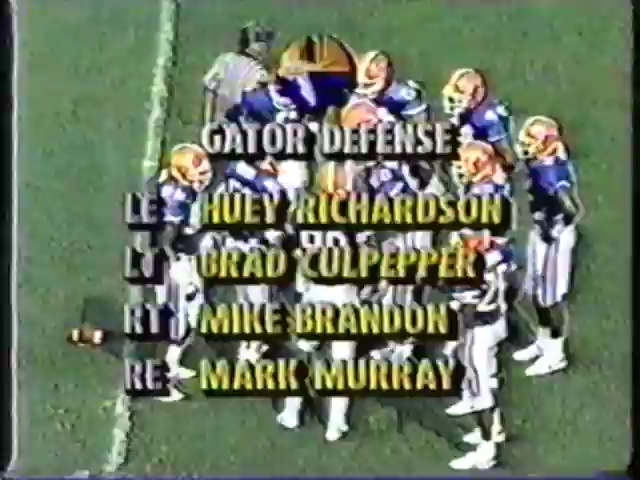 GATOR DEFENSE
LE HUEY RICHARDSON
LT BRAD CULPEPPER
RT MIKE BRANDON
RE MARK MURRAY